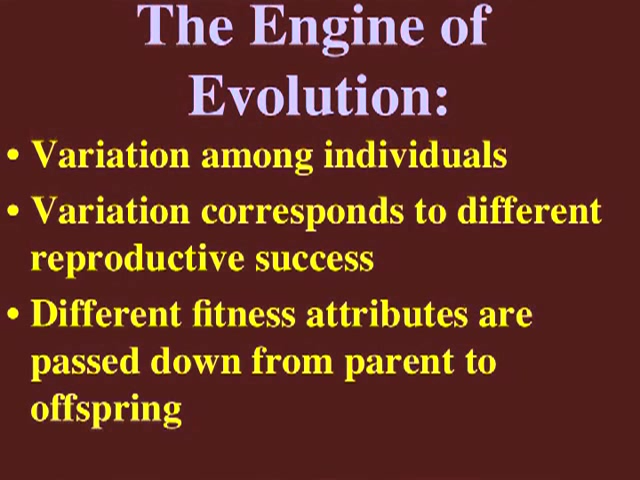 The Engine of
Evolution:
• Variation among individuals
• Variation corresponds to different
reproductive success
• Different fitness attributes are
passed down from parent to
offspring